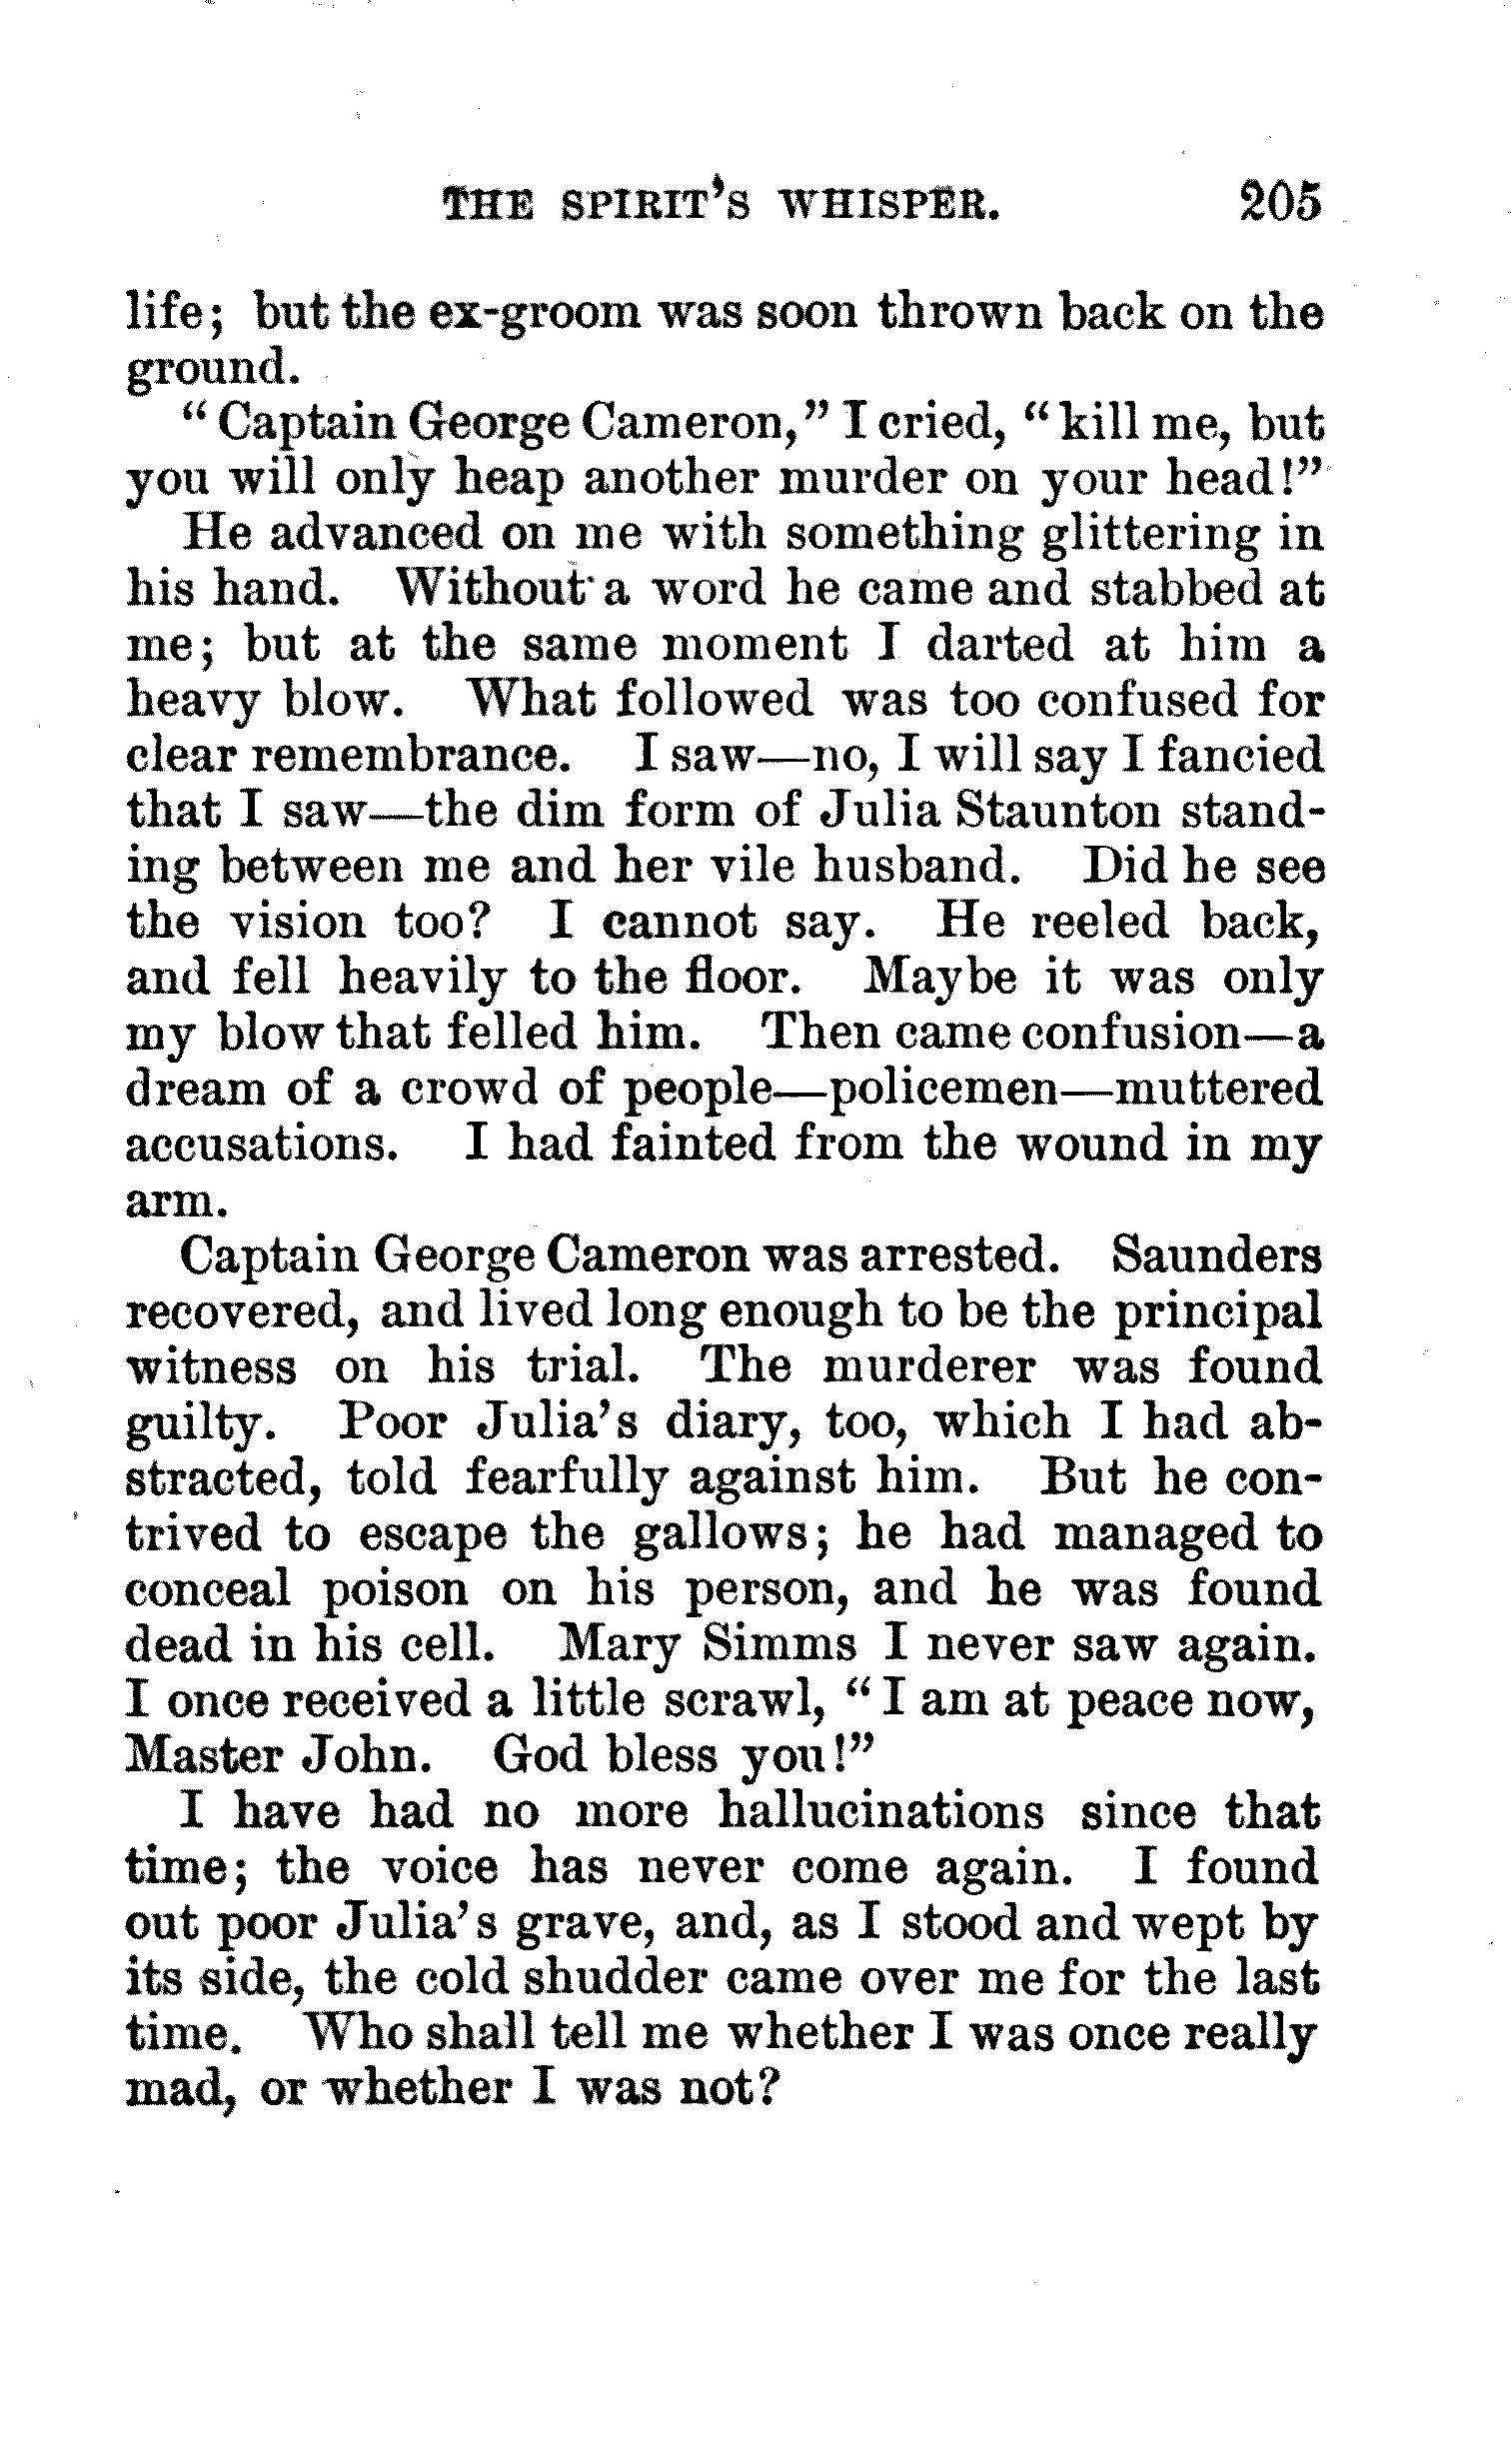 THE SPIRIT'S WHISPER. 205
life; but the ex-groom was soon thrown back on the
ground.
"Captain George Cameron," I cried, "kill me, but
you will only heap another murder on your head!"
He advanced on me with something glittering in
his hand. Without a word he came and stabbed at
me; but at the same moment I darted at him a
heavy blow. What followed was too confused for
clear remembrance. I saw—no, I will say I fancied
that I saw—the dim form of Julia Staunton stand-
ing between me and her vile husband. Did he see
the vision too? I cannot say. He reeled back,
and fell heavily to the floor. Maybe it was only
my blow that felled him. Then came confusion—a
dream of a crowd of people—policemen—muttered
accusations. I had fainted from the wound in my
arm.
Captain George Cameron was arrested. Saunders
recovered, and lived long enough to be the principal
witness on his trial. The murderer was found
guilty. Poor Julia's diary, too, which I had ab-
stracted, told fearfully against him. But he con-
trived to escape the gallows; he had managed to
conceal poison on his person, and he was found
dead in his cell. Mary Simms I never saw again.
I once received a little scrawl, "I am at peace now,
Master John. God bless you!"
I have had no more hallucinations since that
time; the voice has never come again. I found
out poor Julia's grave, and, as I stood and wept by
its side, the cold shudder came over me for the last
time. Who shall tell me whether I was once really
mad, or whether I was not?